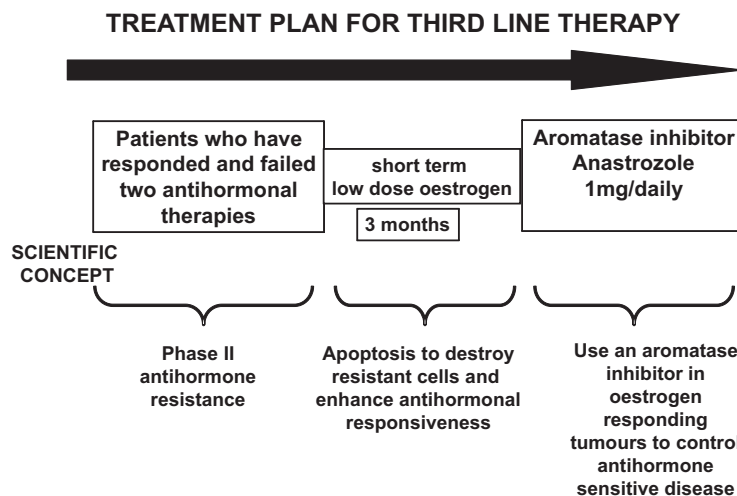 TREATMENT PLAN FOR THIRD LINE THERAPY
Patients who have
responded and failed
two antihormonal
therapies
short term
low dose oestrogen
3 months
Aromatase inhibitor
Anastrozole
1mg/daily
SCIENTIFIC
CONCEPT
Phase II
antihormone
resistance
Apoptosis to destroy
resistant cells and
enhance antihormonal
responsiveness
Use an aromatase
inhibitor in
oestrogen
responding
tumours to control
antihormone
sensitive disease